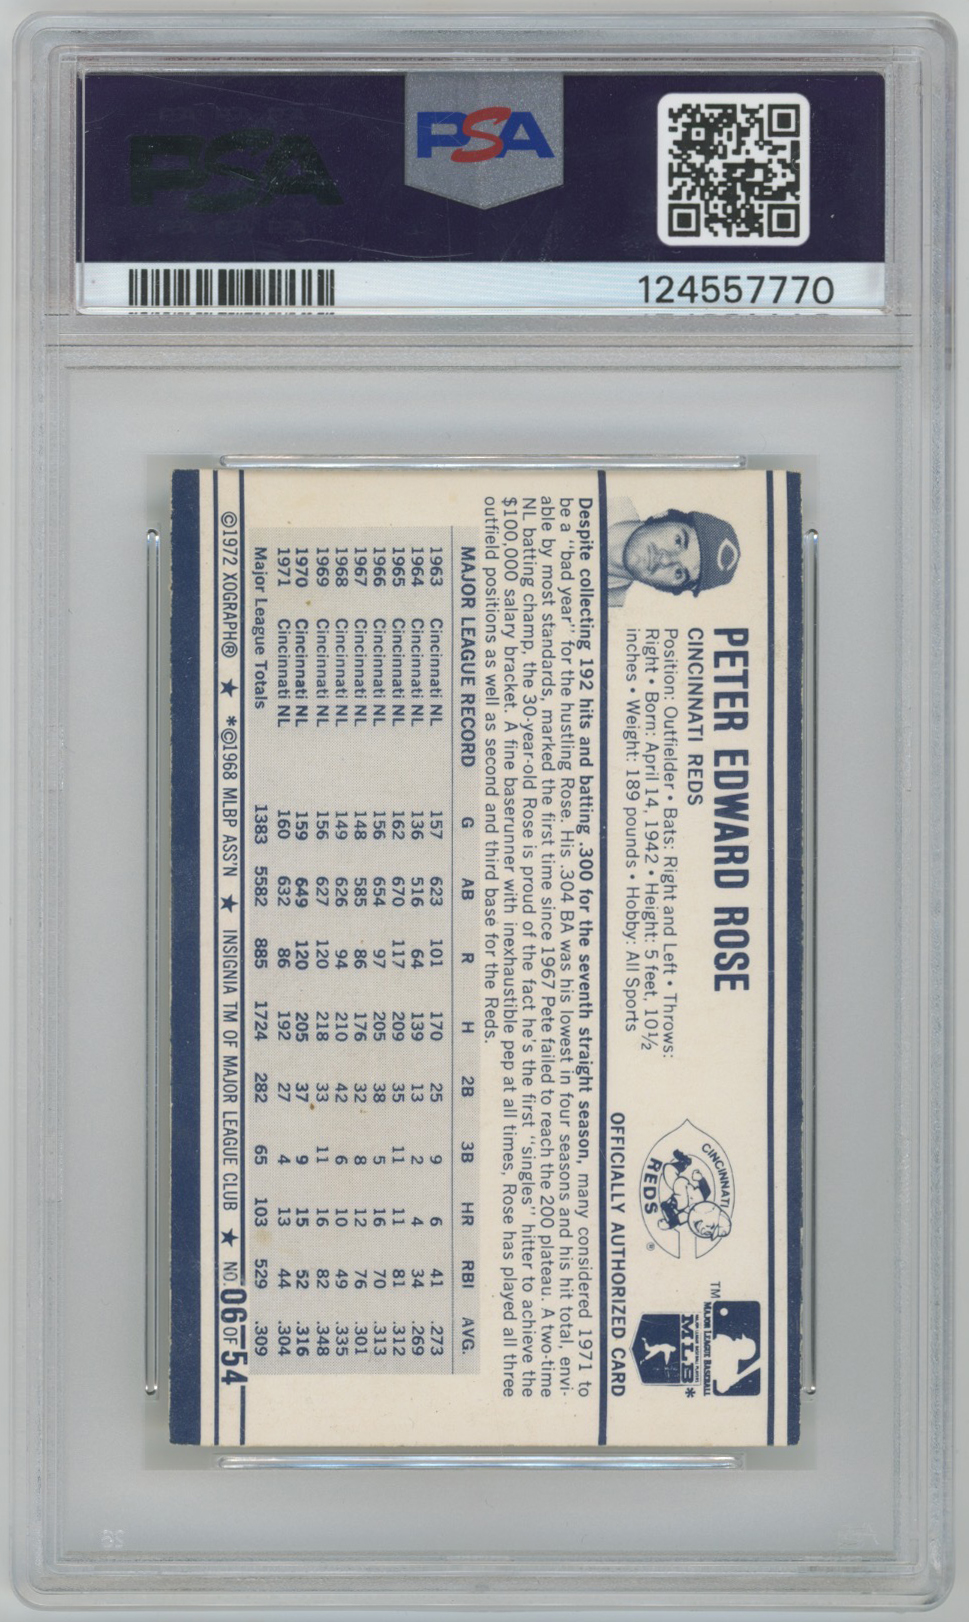 PSA
PSA
124557770
PETER EDWARD ROSE
CINCINNATI REDS
Position: Outfielder • Bats: Right and Left • Throws:
Right • Born: April 14, 1942 • Height: 5 feet, 10½
inches • Weight: 189 pounds • Hobby: All Sports
CINCINNATI
REDS
®
TM
MAJOR LEAGUE BASEBALL
MLB*
OFFICIALLY AUTHORIZED CARD
Despite collecting 192 hits and batting .300 for the seventh straight season, many considered 1971 to
be a "bad year" for the hustling Rose. His .304 BA was his lowest in four seasons and his hit total, envi-
able by most standards, marked the first time since 1967 Pete failed to reach the 200 plateau. A two-time
NL batting champ, the 30-year-old Rose is proud of the fact he's the first "singles" hitter to achieve the
$100,000 salary bracket. A fine baserunner with inexhaustible pep at all times, Rose has played all three
outfield positions as well as second and third base for the Reds.
MAJOR LEAGUE RECORD G AB R H 2B 3B HR RBI AVG.
1963 Cincinnati NL 157 623 101 170 25 9 6 41 .273
1964 Cincinnati NL 136 516 64 139 13 2 4 34 .269
1965 Cincinnati NL 162 670 117 209 35 11 11 81 .312
1966 Cincinnati NL 156 654 97 205 38 5 16 70 .313
1967 Cincinnati NL 148 585 86 176 32 8 12 76 .301
1968 Cincinnati NL 149 626 94 210 42 6 10 49 .335
1969 Cincinnati NL 156 627 120 218 33 11 16 82 .348
1970 Cincinnati NL 159 649 120 205 37 9 15 52 .316
1971 Cincinnati NL 160 632 86 192 27 4 13 44 .304
Major League Totals 1383 5582 885 1724 282 65 103 529 .309
©1972 XOGRAPH® ★ *©1968 MLBP ASS'N ★ INSIGNIA TM OF MAJOR LEAGUE CLUB ★ NO. 06 OF 54